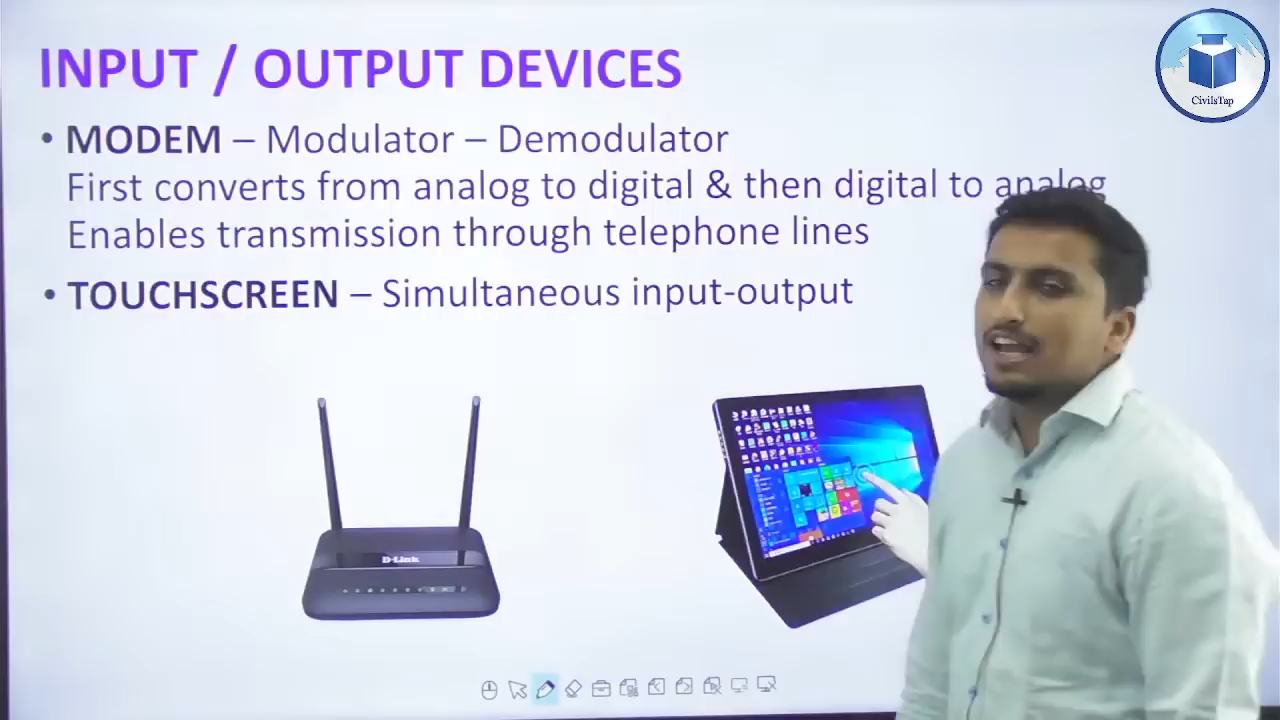 INPUT / OUTPUT DEVICES
CivilsTap
• MODEM – Modulator – Demodulator
First converts from analog to digital & then digital to analog
Enables transmission through telephone lines
• TOUCHSCREEN – Simultaneous input-output
D-Link